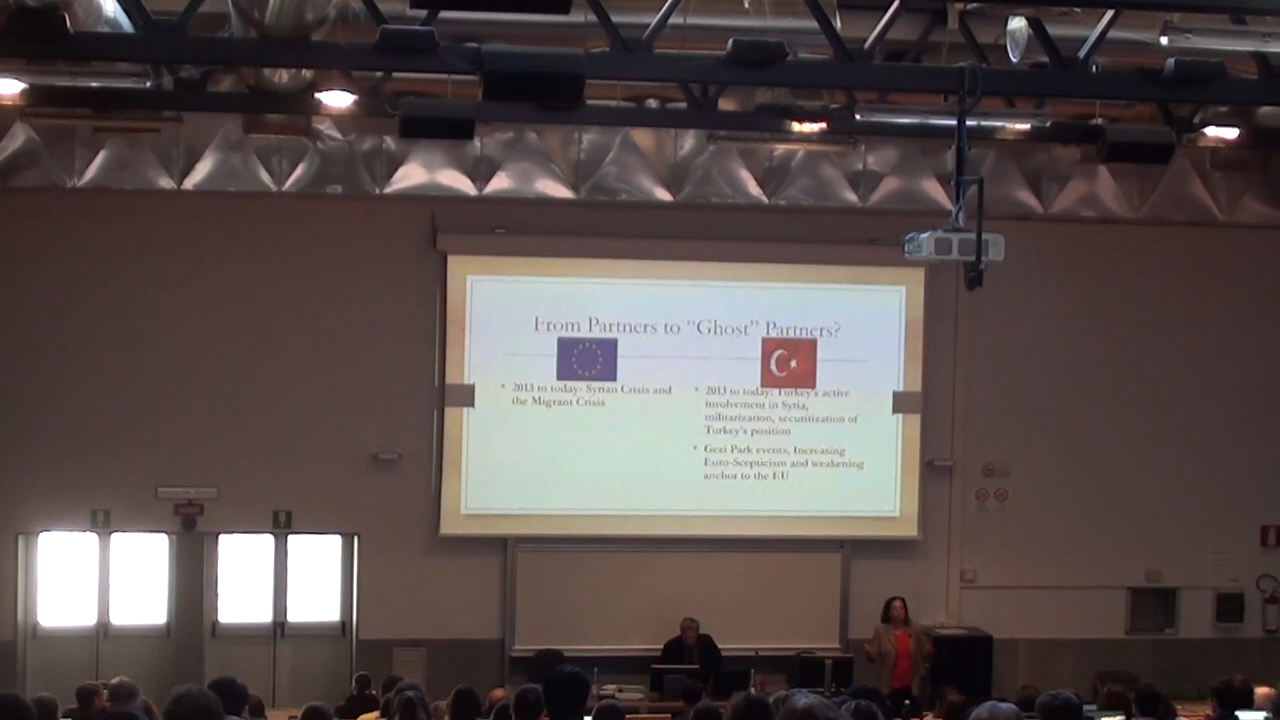 From Partners to "Ghost" Partners?
• 2013 to today- Syrian Crisis and
the Migrant Crisis
• 2013 to today: Turkey's active
involvement in Syria,
militarization, securitization of
Turkey's position
• Gezi Park events, Increasing
Euro-Scepticism and weakening
anchor to the EU